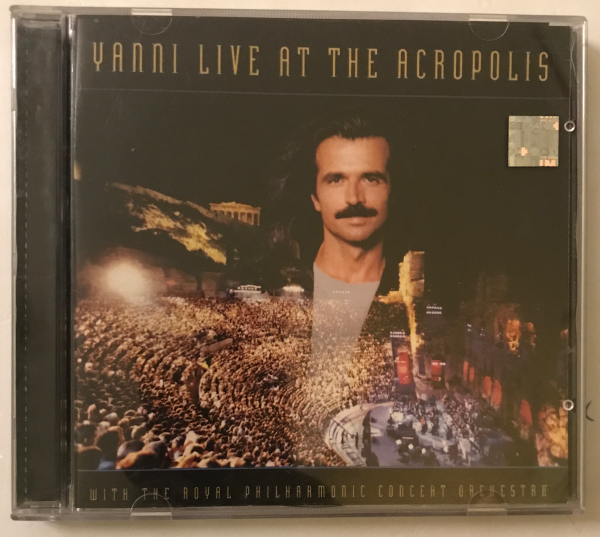 YANNI LIVE AT THE ACROPOLIS
WITH THE ROYAL PHILHARMONIC CONCERT ORCHESTRA